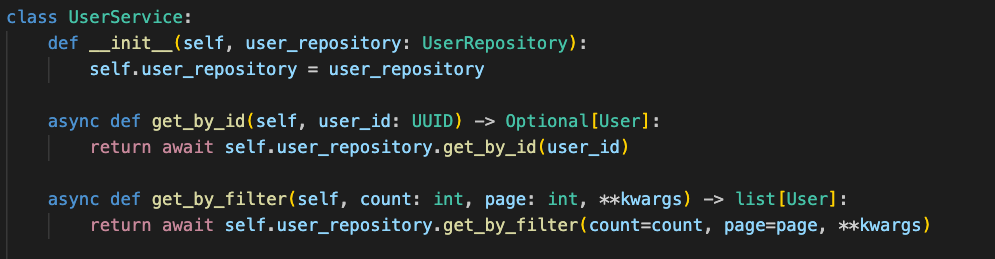 class UserService:
    def __init__(self, user_repository: UserRepository):
        self.user_repository = user_repository

    async def get_by_id(self, user_id: UUID) -> Optional[User]:
        return await self.user_repository.get_by_id(user_id)

    async def get_by_filter(self, count: int, page: int, **kwargs) -> list[User]:
        return await self.user_repository.get_by_filter(count=count, page=page, **kwargs)